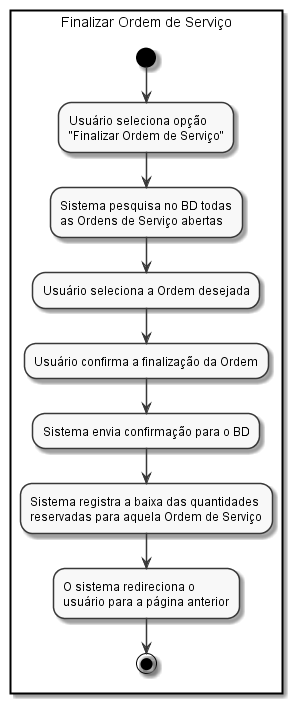 Finalizar Ordem de Serviço
Usuário seleciona opção
"Finalizar Ordem de Serviço"
Sistema pesquisa no BD todas
as Ordens de Serviço abertas
Usuário seleciona a Ordem desejada
Usuário confirma a finalização da Ordem
Sistema envia confirmação para o BD
Sistema registra a baixa das quantidades
reservadas para aquela Ordem de Serviço
O sistema redireciona o
usuário para a página anterior